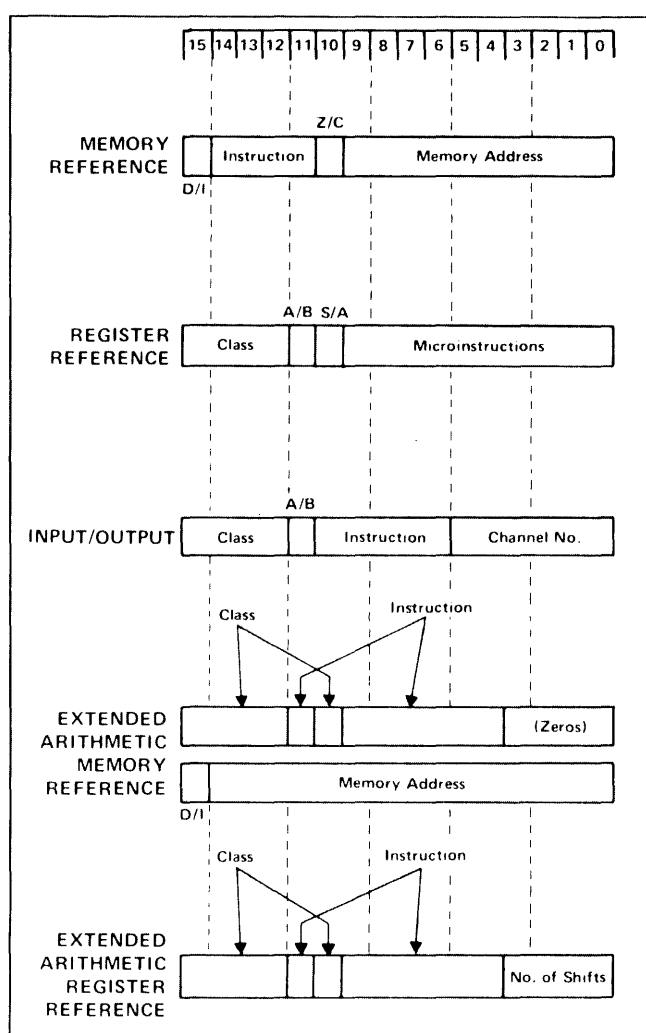 15 14 13 12 11 10 9 8 7 6 5 4 3 2 1 0
Z/C
MEMORY
REFERENCE
Instruction
Memory Address
D/I
A/B S/A
REGISTER
REFERENCE
Class
Microinstructions
A/B
INPUT/OUTPUT
Class
Instruction
Channel No.
Class
Instruction
EXTENDED
ARITHMETIC
MEMORY
REFERENCE
(Zeros)
Memory Address
D/I
Class
Instruction
EXTENDED
ARITHMETIC
REGISTER
REFERENCE
No. of Shifts